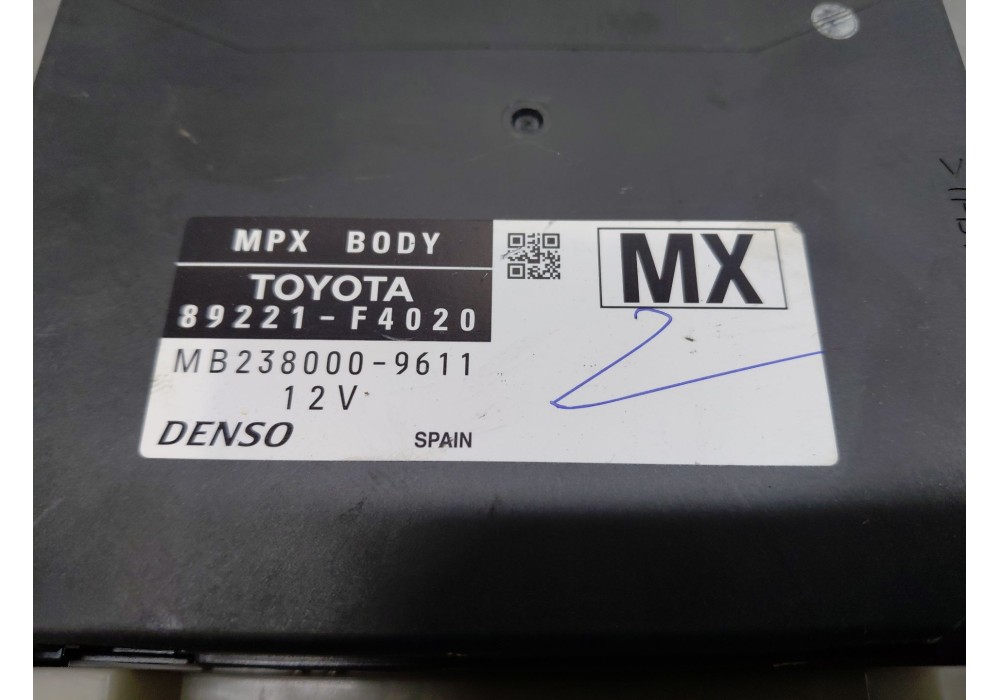 MPX BODY
TOYOTA
89221-F4020
MB238000-9611
12V
DENSO
SPAIN
MX